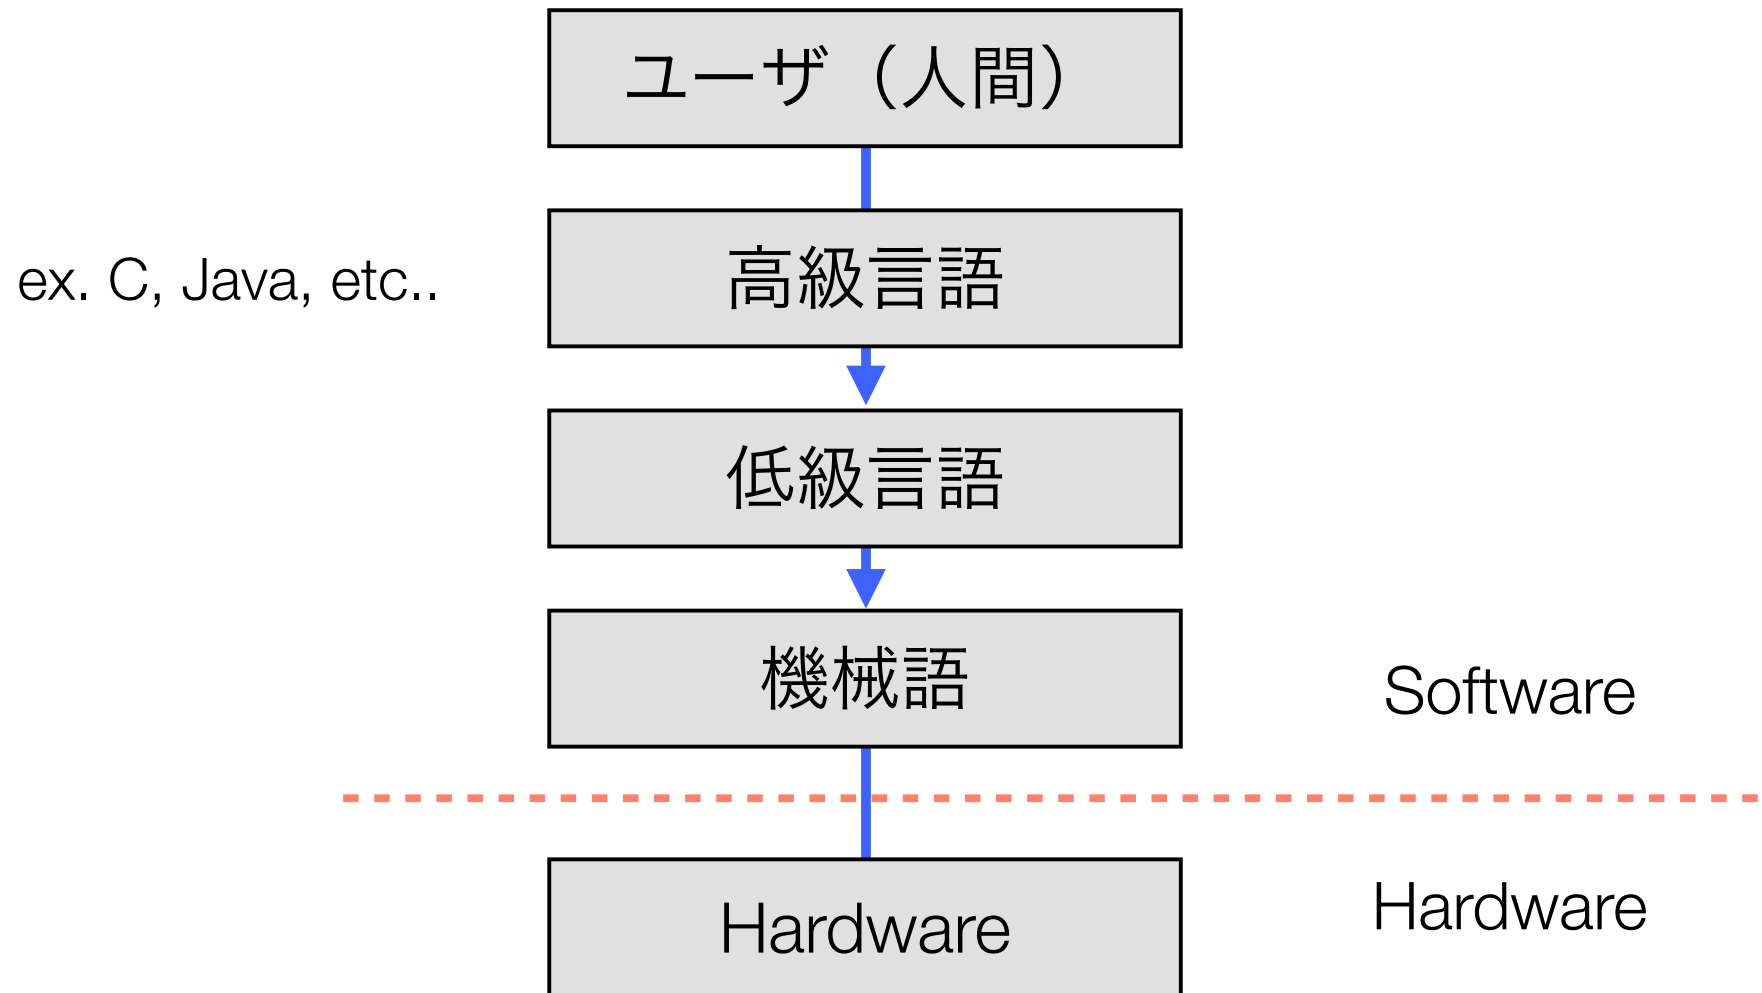 ユーザ（人間）
ex. C, Java, etc..
高級言語
低級言語
機械語
Software
Hardware
Hardware